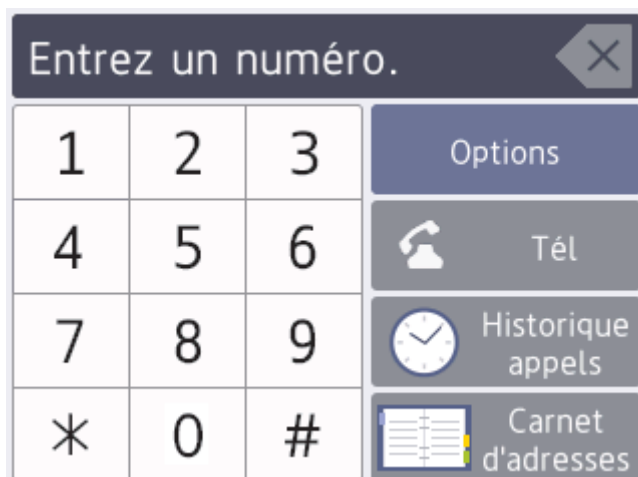 Entrez un numéro.
1 2 3
Options
4 5 6
Tél
7 8 9
Historique
appels
* 0 #
Carnet
d'adresses